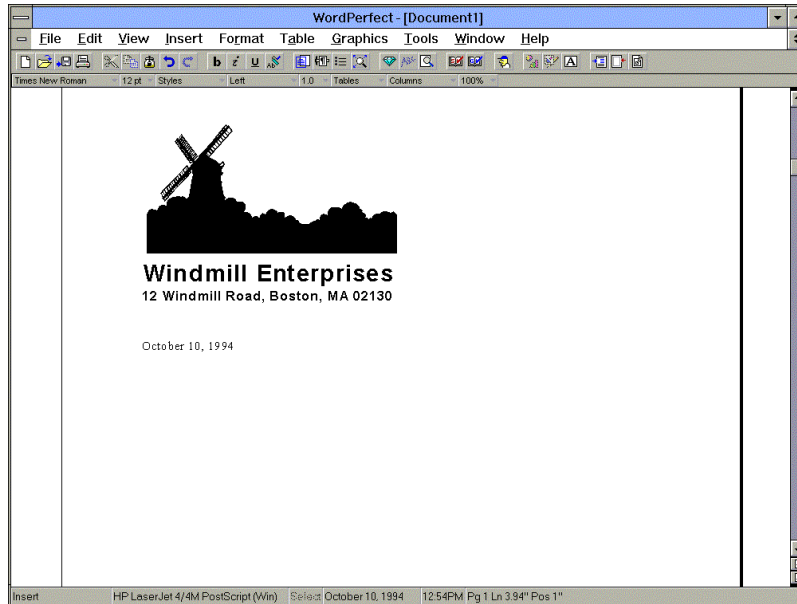 WordPerfect - [Document1]
File Edit View Insert Format Table Graphics Tools Window Help
b i u A
Times New Roman 12 pt Styles Left 1.0 Tables Columns 100%
Windmill Enterprises
12 Windmill Road, Boston, MA 02130
October 10, 1994
Insert HP LaserJet 4/4M PostScript (Win) Select October 10, 1994 12:54PM Pg 1 Ln 3.94" Pos 1"